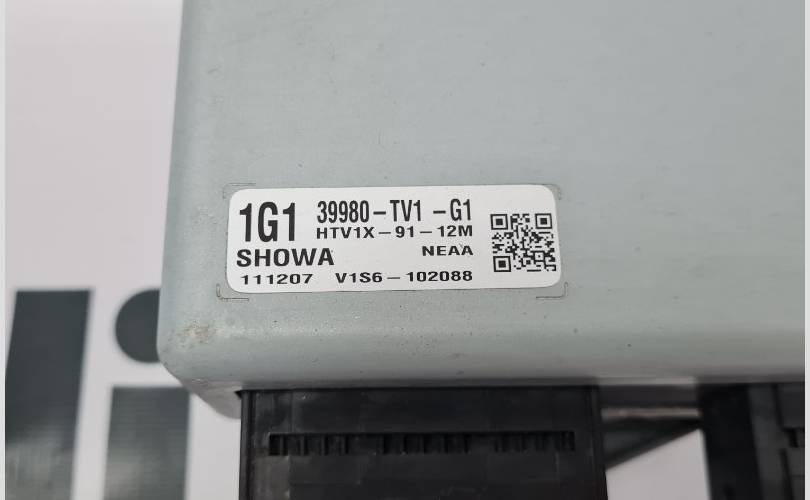 1G1 39980-TV1 -G1
HTV1X-91-12M
SHOWA NEAA
111207 V1S6-102088